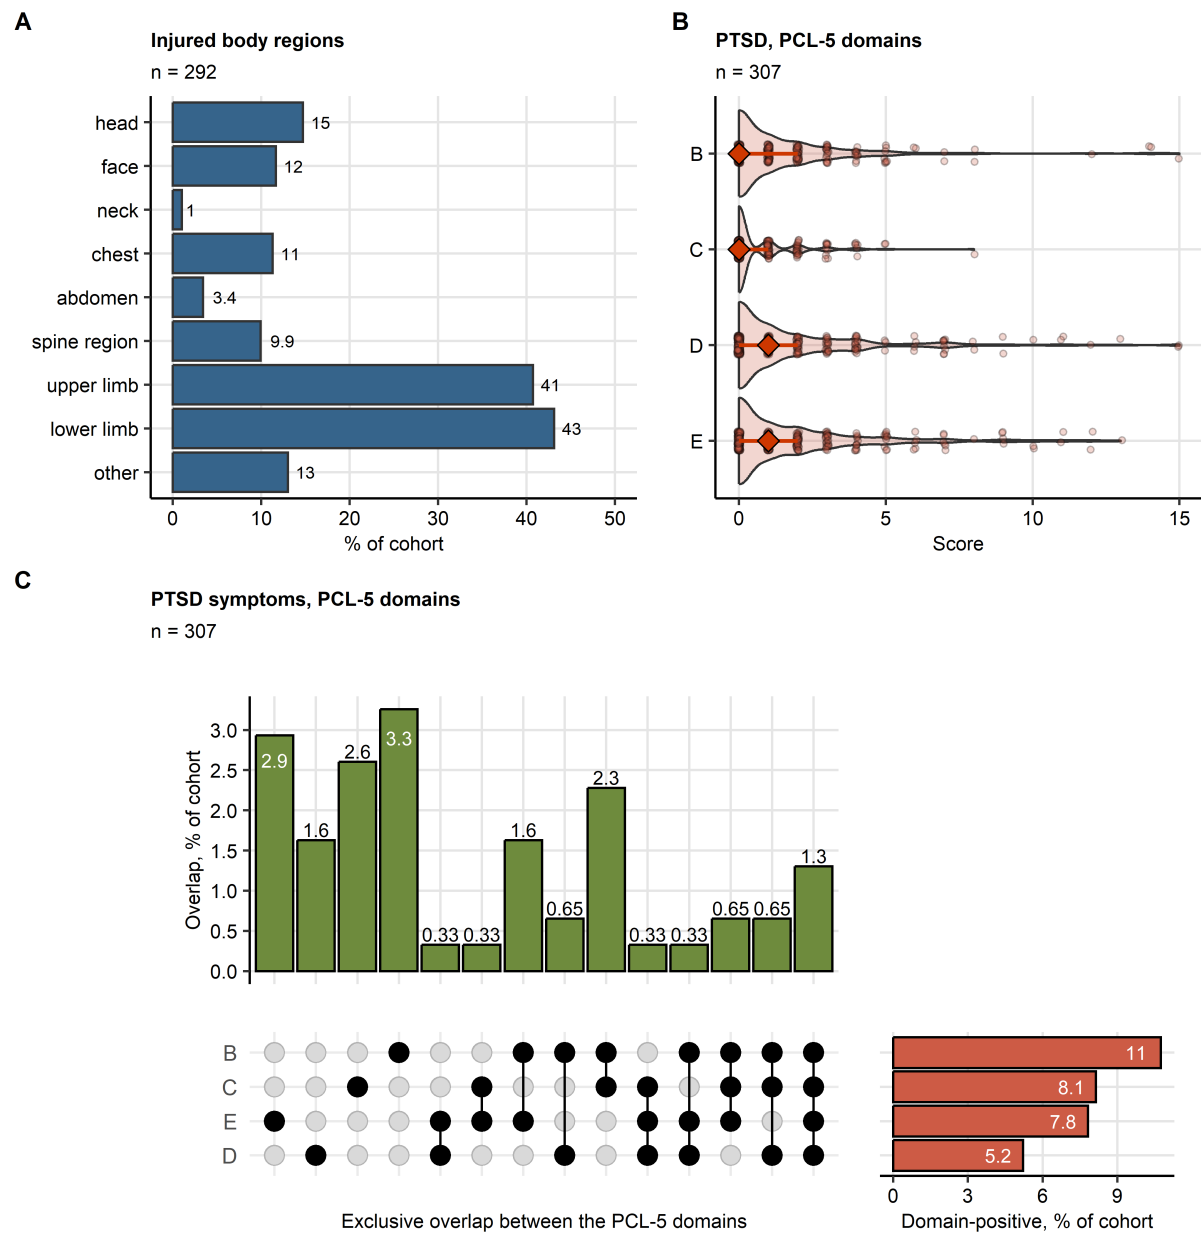 A
Injured body regions
n = 292
head
face
neck
chest
abdomen
spine region
upper limb
lower limb
other
15
12
1
11
3.4
9.9
41
43
13
0 10 20 30 40 50
% of cohort
B
PTSD, PCL-5 domains
n = 307
B
C
D
E
0 5 10 15
Score
C
PTSD symptoms, PCL-5 domains
n = 307
Overlap, % of cohort
3.0
2.5
2.0
1.5
1.0
0.5
0.0
2.9 1.6 2.6 3.3 0.33 0.33 1.6 0.65 2.3 0.33 0.33 0.65 0.65 1.3
B
C
E
D
Exclusive overlap between the PCL-5 domains
11
8.1
7.8
5.2
0 3 6 9
Domain-positive, % of cohort